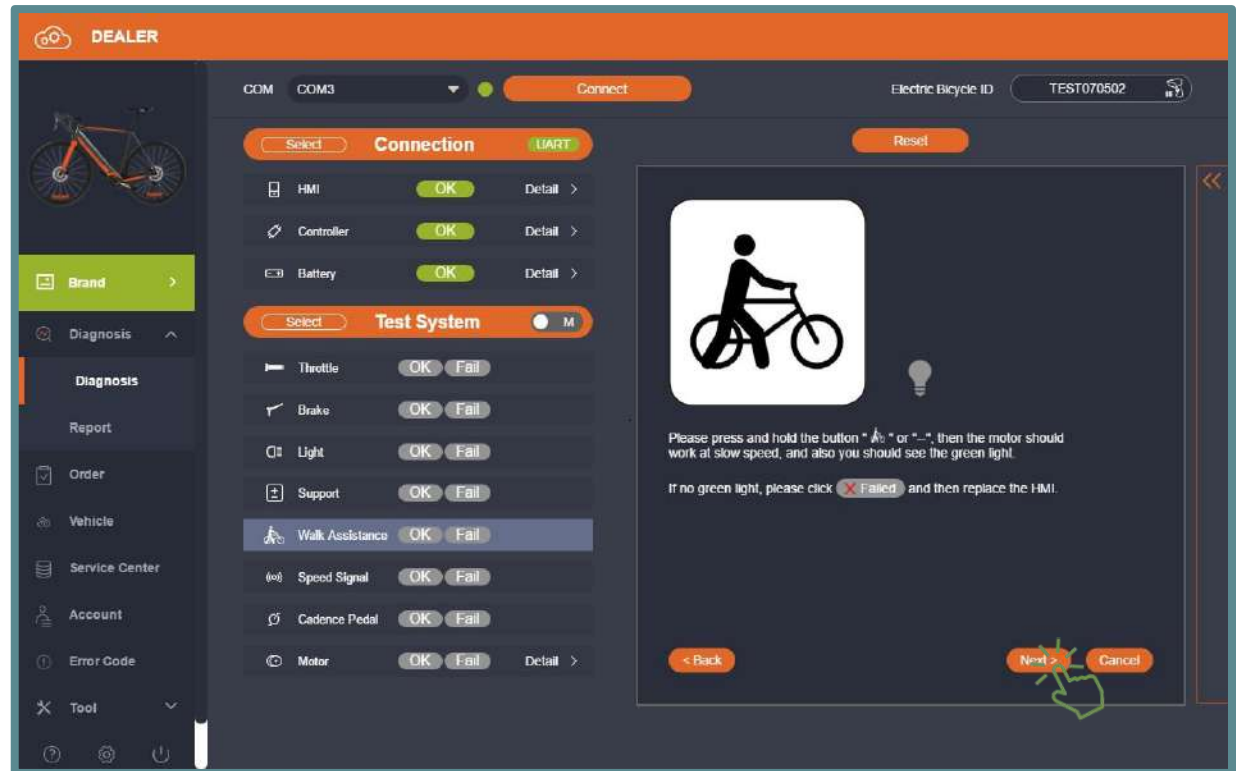 DEALER
COM COM3 Connect Electric Bicycle ID TEST070502
Select Connection UART Reset
HMI OK Detail >
Controller OK Detail >
Battery OK Detail >
Brand >
Select Test System M
Diagnosis
Throttle OK Fail
Diagnosis
Brake OK Fail
Report
Light OK Fail
Please press and hold the button " " or "--", then the motor should
work at slow speed, and also you should see the green light.
Order
Support OK Fail
If no green light, please click Failed and then replace the HMI.
Vehicle
Walk Assistance OK Fail
Service Center
Speed Signal OK Fail
Account
Cadence Pedal OK Fail
Error Code
Motor OK Fail Detail >
< Back Next > Cancel
Tool